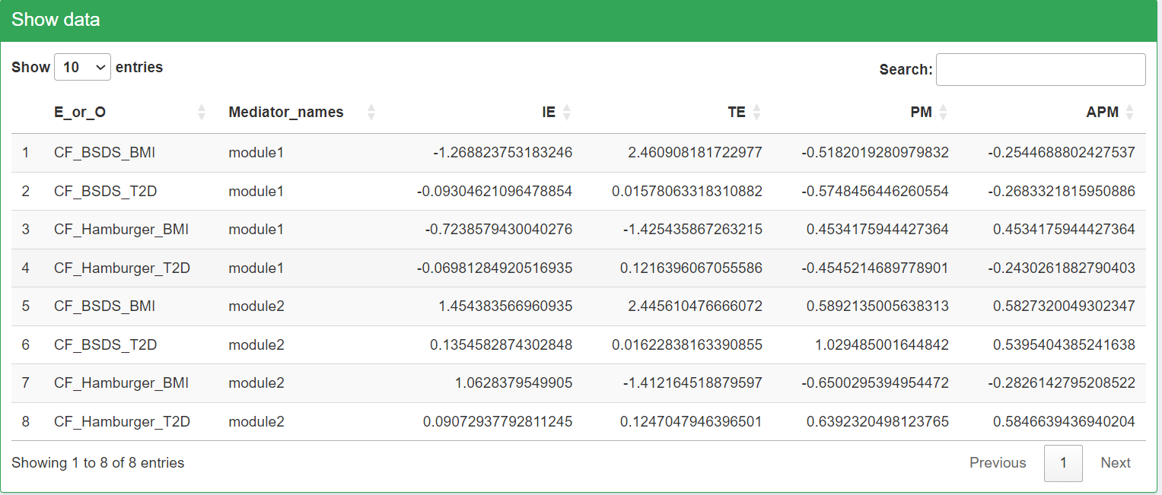 Show data
Show 10 entries Search:
E_or_O Mediator_names IE TE PM APM
1 CF_BSDS_BMI module1 -1.268823753183246 2.460908181722977 -0.5182019280979832 -0.2544688802427537
2 CF_BSDS_T2D module1 -0.09304621096478854 0.01578063318310882 -0.5748456446260554 -0.2683321815950886
3 CF_Hamburger_BMI module1 -0.7238579430040276 -1.425435867263215 0.4534175944427364 0.4534175944427364
4 CF_Hamburger_T2D module1 -0.06981284920516935 0.1216396067055586 -0.4545214689778901 -0.2430261882790403
5 CF_BSDS_BMI module2 1.454383566960935 2.445610476666072 0.5892135005638313 0.5827320049302347
6 CF_BSDS_T2D module2 0.1354582874302848 0.01622838163390855 1.029485001644842 0.5395404385241638
7 CF_Hamburger_BMI module2 1.0628379549905 -1.412164518879597 -0.6500295394954472 -0.2826142795208522
8 CF_Hamburger_T2D module2 0.09072937792811245 0.1247047946396501 0.6392320498123765 0.5846639436940204
Showing 1 to 8 of 8 entries Previous 1 Next